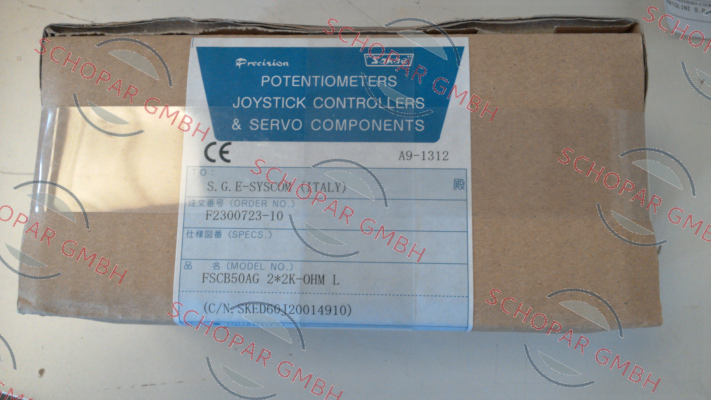 Precision "Sakae"
POTENTIOMETERS
JOYSTICK CONTROLLERS
& SERVO COMPONENTS
CE
A9-1312
TO:
S.G.E-SYSCOM (ITALY) 殿
注文番号 (ORDER NO.)
F2300723-10
仕様図番 (SPECS.)
品 名 (MODEL NO.)
FSCB50AG 2*2K-OHM L
(C/N:SKED66J20014910)
SCHOPAR GMBH
SCHOPAR GMBH
SCHOPAR GMBH
SCHOPAR GMBH
SCHOPAR GMBH
SCHOPAR GMBH
SCHOPAR GMBH